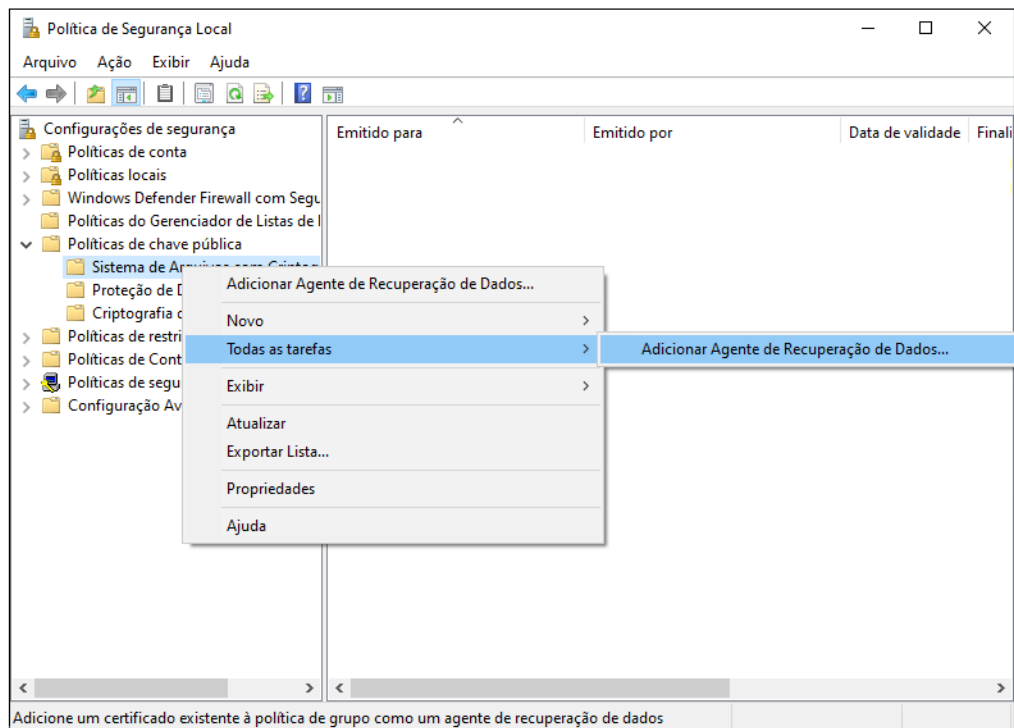 Política de Segurança Local
Arquivo Ação Exibir Ajuda
Configurações de segurança
Políticas de conta
Políticas locais
Windows Defender Firewall com Segu
Políticas do Gerenciador de Listas de
Políticas de chave pública
Sistema de Arquivos com Criptog
Proteção de
Criptografia
Políticas de restri
Políticas de Cont
Políticas de segu
Configuração Av
Emitido para Emitido por Data de validade Finali
Adicionar Agente de Recuperação de Dados...
Novo
Todas as tarefas
Exibir
Atualizar
Exportar Lista...
Propriedades
Ajuda
Adicionar Agente de Recuperação de Dados...
Adicione um certificado existente à política de grupo como um agente de recuperação de dados